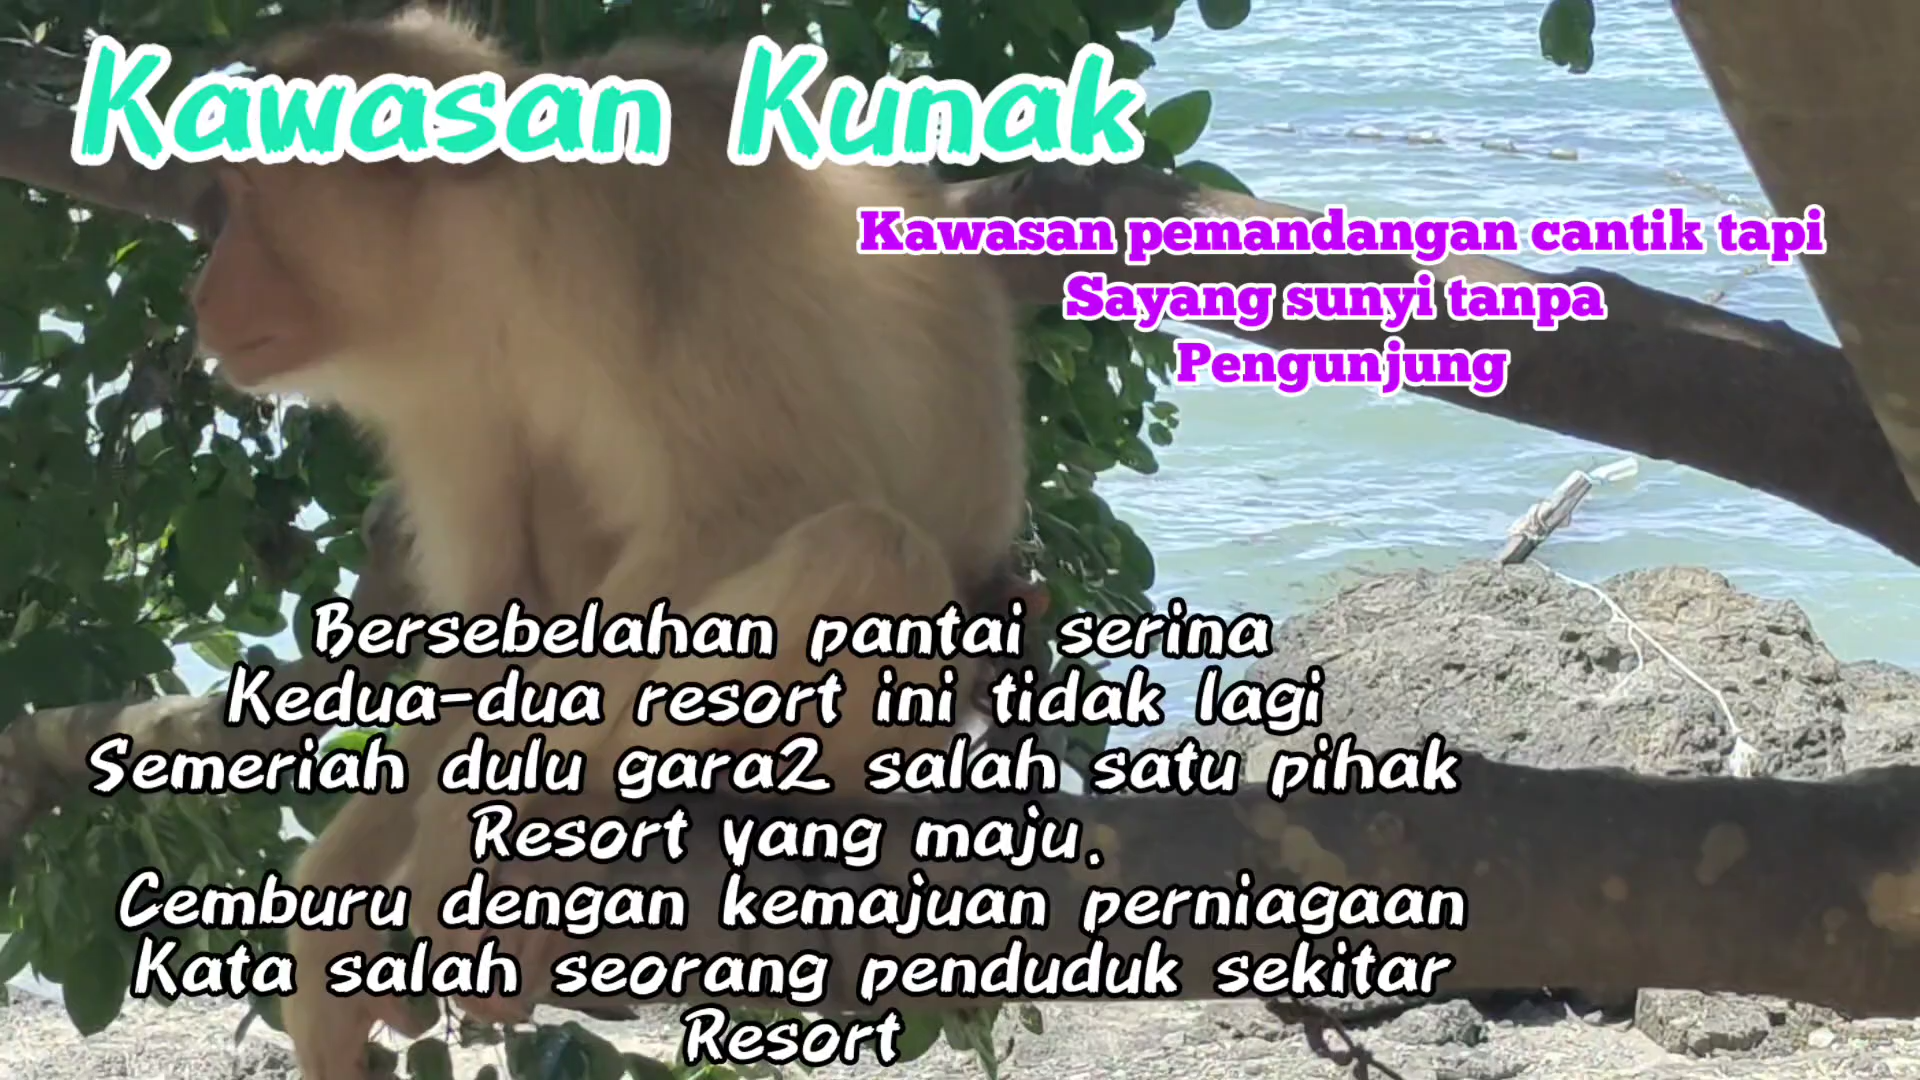 Kawasan Kunak
Kawasan pemandangan cantik tapi
Sayang sunyi tanpa
Pengunjung
Bersebelahan pantai serina
Kedua-dua resort ini tidak lagi
Semeriah dulu gara2 salah satu pihak
Resort yang maju.
Cemburu dengan kemajuan perniagaan
Kata salah seorang penduduk sekitar
Resort